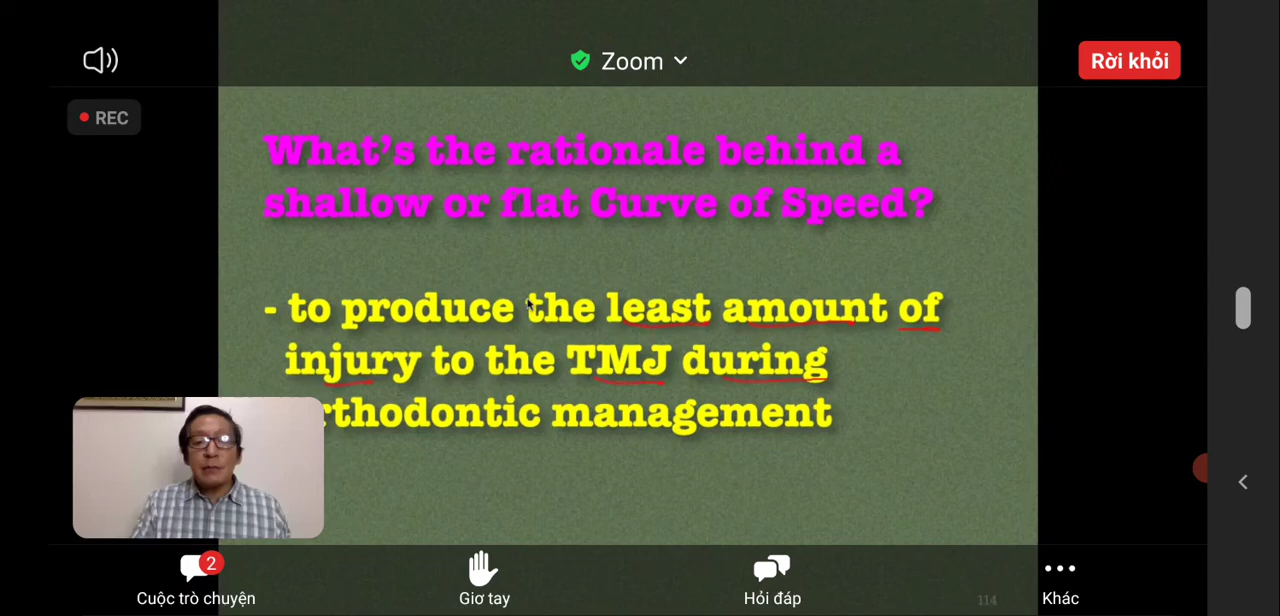 Zoom
Rời khỏi
REC
What's the rationale behind a
shallow or flat Curve of Speed?
- to produce the least amount of
injury to the TMJ during
rthodontic management
2
Cuộc trò chuyện
Giơ tay
Hỏi đáp
Khác
114